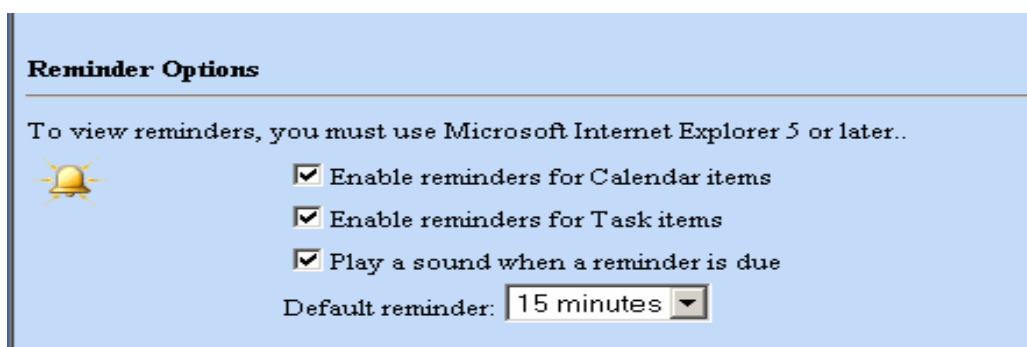 Reminder Options
To view reminders, you must use Microsoft Internet Explorer 5 or later..
Enable reminders for Calendar items
Enable reminders for Task items
Play a sound when a reminder is due
Default reminder: 15 minutes